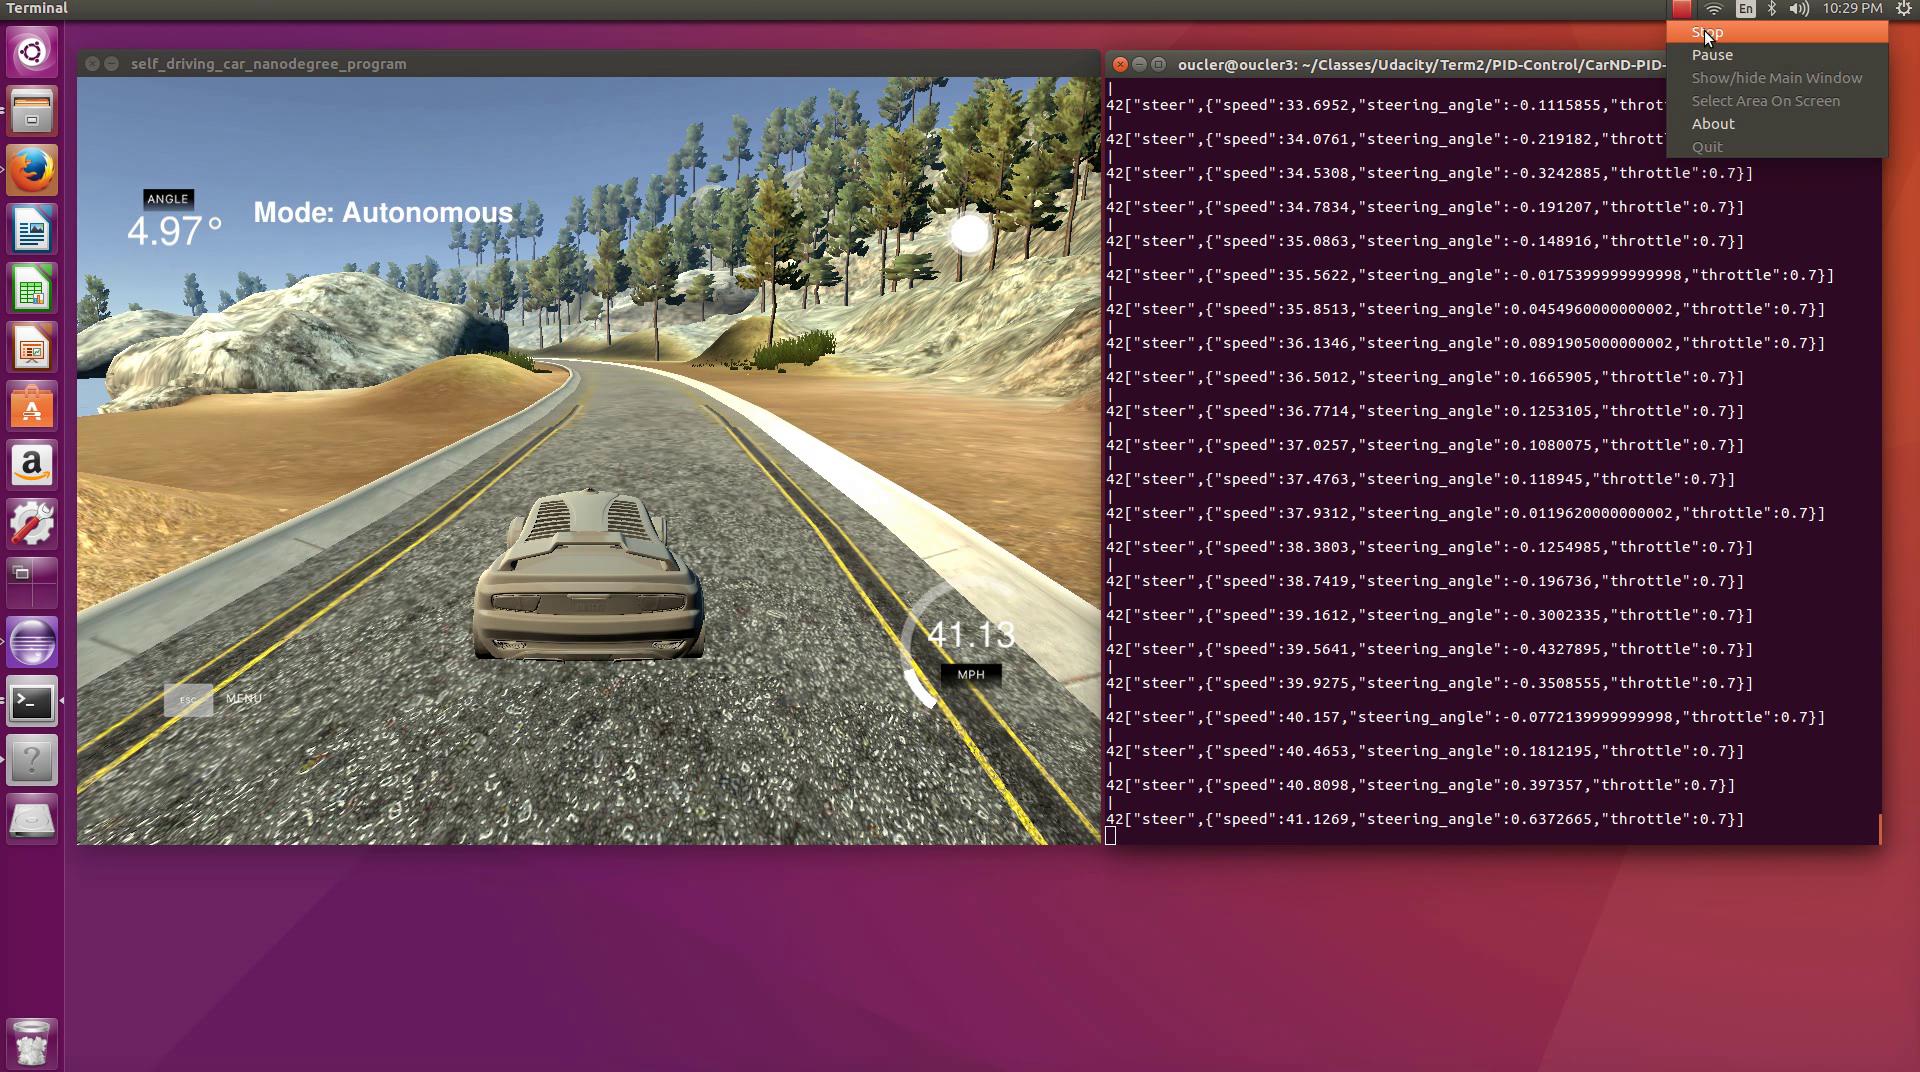 Terminal
En
10:29 PM
Stop
Pause
Show/hide Main Window
Select Area On Screen
About
Quit
self_driving_car_nanodegree_program
ANGLE
4.97°
Mode: Autonomous
41.13
MPH
ESC
MENU
oucler@oucler3: ~/Classes/Udacity/Term2/PID-Control/CarND-PID-
|
42["steer",{"speed":33.6952,"steering_angle":-0.1115855,"thrott
|
42["steer",{"speed":34.0761,"steering_angle":-0.219182,"throttl
|
42["steer",{"speed":34.5308,"steering_angle":-0.3242885,"throttle":0.7}]
|
42["steer",{"speed":34.7834,"steering_angle":-0.191207,"throttle":0.7}]
|
42["steer",{"speed":35.0863,"steering_angle":-0.148916,"throttle":0.7}]
|
42["steer",{"speed":35.5622,"steering_angle":-0.0175399999999998,"throttle":0.7}]
|
42["steer",{"speed":35.8513,"steering_angle":0.0454960000000002,"throttle":0.7}]
|
42["steer",{"speed":36.1346,"steering_angle":0.0891905000000002,"throttle":0.7}]
|
42["steer",{"speed":36.5012,"steering_angle":0.1665905,"throttle":0.7}]
|
42["steer",{"speed":36.7714,"steering_angle":0.1253105,"throttle":0.7}]
|
42["steer",{"speed":37.0257,"steering_angle":0.1080075,"throttle":0.7}]
|
42["steer",{"speed":37.4763,"steering_angle":0.118945,"throttle":0.7}]
|
42["steer",{"speed":37.9312,"steering_angle":0.0119620000000002,"throttle":0.7}]
|
42["steer",{"speed":38.3803,"steering_angle":-0.1254985,"throttle":0.7}]
|
42["steer",{"speed":38.7419,"steering_angle":-0.196736,"throttle":0.7}]
|
42["steer",{"speed":39.1612,"steering_angle":-0.3002335,"throttle":0.7}]
|
42["steer",{"speed":39.5641,"steering_angle":-0.4327895,"throttle":0.7}]
|
42["steer",{"speed":39.9275,"steering_angle":-0.3508555,"throttle":0.7}]
|
42["steer",{"speed":40.157,"steering_angle":-0.0772139999999998,"throttle":0.7}]
|
42["steer",{"speed":40.4653,"steering_angle":0.1812195,"throttle":0.7}]
|
42["steer",{"speed":40.8098,"steering_angle":0.397357,"throttle":0.7}]
|
42["steer",{"speed":41.1269,"steering_angle":0.6372665,"throttle":0.7}]